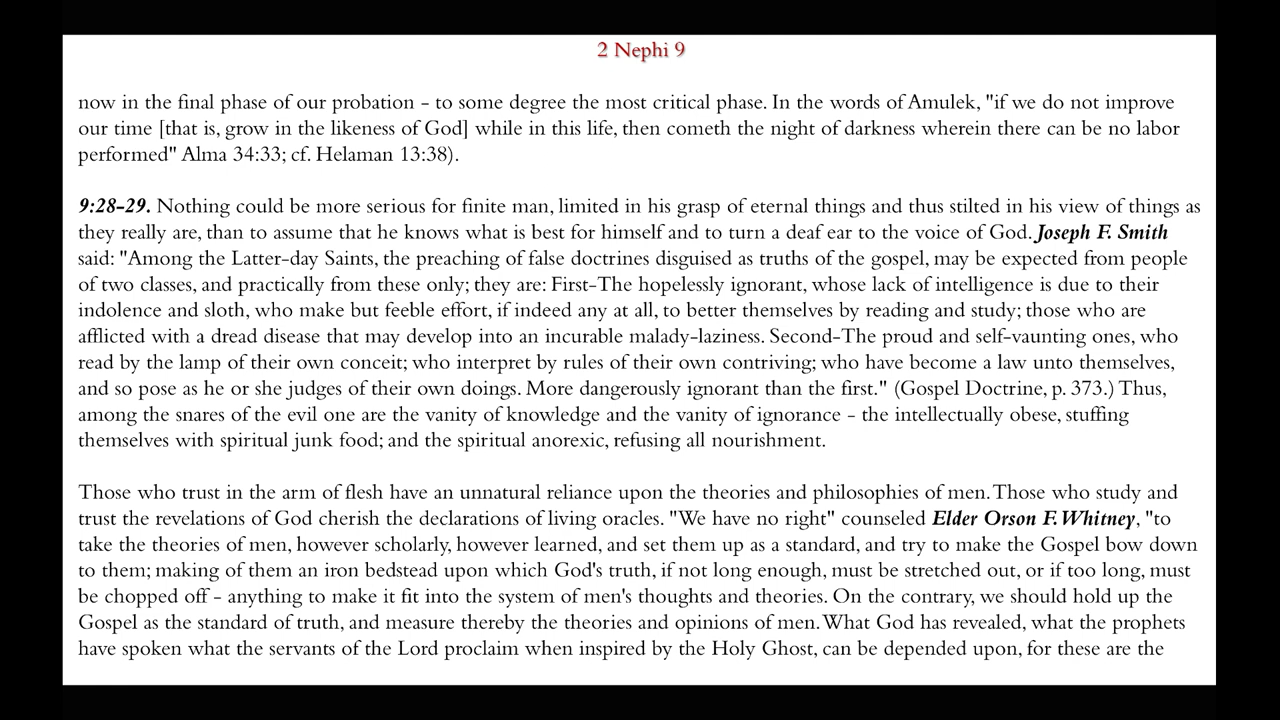 2 Nephi 9
now in the final phase of our probation - to some degree the most critical phase. In the words of Amulek, "if we do not improve
our time [that is, grow in the likeness of God] while in this life, then cometh the night of darkness wherein there can be no labor
performed" Alma 34:33; cf. Helaman 13:38).
9:28-29. Nothing could be more serious for finite man, limited in his grasp of eternal things and thus stilted in his view of things as
they really are, than to assume that he knows what is best for himself and to turn a deaf ear to the voice of God. Joseph F. Smith
said: "Among the Latter-day Saints, the preaching of false doctrines disguised as truths of the gospel, may be expected from people
of two classes, and practically from these only; they are: First-The hopelessly ignorant, whose lack of intelligence is due to their
indolence and sloth, who make but feeble effort, if indeed any at all, to better themselves by reading and study; those who are
afflicted with a dread disease that may develop into an incurable malady-laziness. Second-The proud and self-vaunting ones, who
read by the lamp of their own conceit; who interpret by rules of their own contriving; who have become a law unto themselves,
and so pose as he or she judges of their own doings. More dangerously ignorant than the first." (Gospel Doctrine, p. 373.) Thus,
among the snares of the evil one are the vanity of knowledge and the vanity of ignorance - the intellectually obese, stuffing
themselves with spiritual junk food; and the spiritual anorexic, refusing all nourishment.
Those who trust in the arm of flesh have an unnatural reliance upon the theories and philosophies of men. Those who study and
trust the revelations of God cherish the declarations of living oracles. "We have no right" counseled Elder Orson F. Whitney, "to
take the theories of men, however scholarly, however learned, and set them up as a standard, and try to make the Gospel bow down
to them; making of them an iron bedstead upon which God's truth, if not long enough, must be stretched out, or if too long, must
be chopped off - anything to make it fit into the system of men's thoughts and theories. On the contrary, we should hold up the
Gospel as the standard of truth, and measure thereby the theories and opinions of men. What God has revealed, what the prophets
have spoken what the servants of the Lord proclaim when inspired by the Holy Ghost, can be depended upon, for these are the